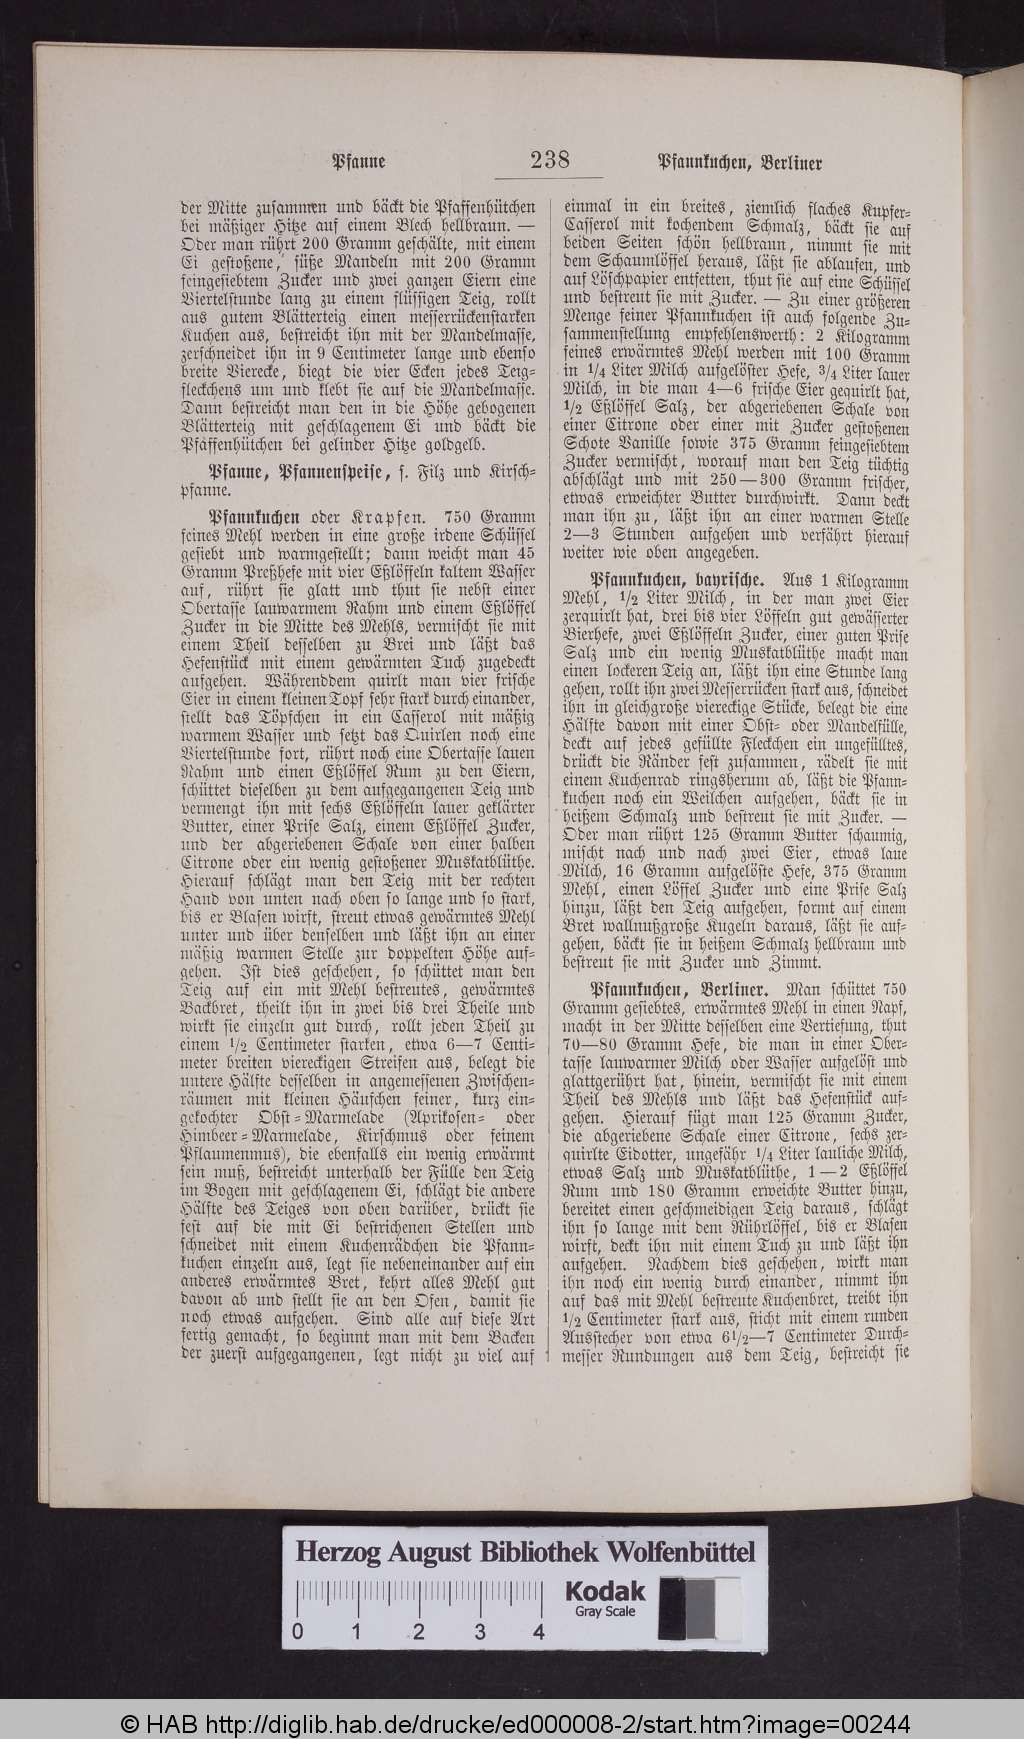 Pfanne 238 Pfannkuchen, Berliner
der Mitte zusammen und bäckt die Pfaffenhütchen
bei mäßiger Hitze auf einem Blech hellbraun. —
Oder man rührt 200 Gramm geschälte, mit einem
Ei gestoßene, süße Mandeln mit 200 Gramm
feingesiebtem Zucker und zwei ganzen Eiern eine
Viertelstunde lang zu einem flüssigen Teig, rollt
aus gutem Blätterteig einen messerrückenstarken
Kuchen aus, bestreicht ihn mit der Mandelmasse,
zerschneidet ihn in 9 Centimeter lange und ebenso
breite Vierecke, biegt die vier Ecken jedes Teig-
fleckchens um und klebt sie auf die Mandelmasse.
Dann bestreicht man den in die Höhe gebogenen
Blätterteig mit geschlagenem Ei und bäckt die
Pfaffenhütchen bei gelinder Hitze goldgelb.
Pfanne, Pfannenspeise, s. Filz und Kirsch-
pfanne.
Pfannkuchen oder Krapfen. 750 Gramm
feines Mehl werden in eine große irdene Schüssel
gesiebt und warmgestellt; dann weicht man 45
Gramm Preßhefe mit vier Eßlöffeln kaltem Wasser
auf, rührt sie glatt und thut sie nebst einer
Obertasse lauwarmem Rahm und einem Eßlöffel
Zucker in die Mitte des Mehls, vermischt sie mit
einem Theil desselben zu Brei und läßt das
Hefenstück mit einem gewärmten Tuch zugedeckt
aufgehen. Währenddem quirlt man vier frische
Eier in einem kleinen Topf sehr stark durch einander,
stellt das Töpfchen in ein Casserol mit mäßig
warmem Wasser und setzt das Quirlen noch eine
Viertelstunde fort, rührt noch eine Obertasse lauen
Rahm und einen Eßlöffel Rum zu den Eiern,
schüttet dieselben zu dem aufgegangenen Teig und
vermengt ihn mit sechs Eßlöffeln lauer geklärter
Butter, einer Prise Salz, einem Eßlöffel Zucker,
und der abgeriebenen Schale von einer halben
Citrone oder ein wenig gestoßener Muskatblüthe.
Hierauf schlägt man den Teig mit der rechten
Hand von unten nach oben so lange und so stark,
bis er Blasen wirft, streut etwas gewärmtes Mehl
unter und über denselben und läßt ihn an einer
mäßig warmen Stelle zur doppelten Höhe auf-
gehen. Ist dies geschehen, so schüttet man den
Teig auf ein mit Mehl bestreutes, gewärmtes
Backbret, theilt ihn in zwei bis drei Theile und
wirkt sie einzeln gut durch, rollt jeden Theil zu
einem 1/2 Centimeter starken, etwa 6—7 Centi-
meter breiten viereckigen Streifen aus, belegt die
untere Hälfte desselben in angemessenen Zwischen-
räumen mit kleinen Häufchen feiner, kurz ein-
gekochter Obst-Marmelade (Aprikosen- oder
Himbeer-Marmelade, Kirschmus oder feinem
Pflaumenmus), die ebenfalls ein wenig erwärmt
sein muß, bestreicht unterhalb der Fülle den Teig
im Bogen mit geschlagenem Ei, schlägt die andere
Hälfte des Teiges von oben darüber, drückt sie
fest auf die mit Ei bestrichenen Stellen und
schneidet mit einem Kuchenrädchen die Pfann-
kuchen einzeln aus, legt sie nebeneinander auf ein
anderes erwärmtes Bret, kehrt alles Mehl gut
davon ab und stellt sie an den Ofen, damit sie
noch etwas aufgehen. Sind alle auf diese Art
fertig gemacht, so beginnt man mit dem Backen
der zuerst aufgegangenen, legt nicht zu viel auf
einmal in ein breites, ziemlich flaches Kupfer-
Casserol mit kochendem Schmalz, bäckt sie auf
beiden Seiten schön hellbraun, nimmt sie mit
dem Schaumlöffel heraus, läßt sie ablaufen, und
auf Löschpapier entfetten, thut sie auf eine Schüssel
und bestreut sie mit Zucker. — Zu einer größeren
Menge feiner Pfannkuchen ist auch folgende Zu-
sammenstellung empfehlenswerth: 2 Kilogramm
feines erwärmtes Mehl werden mit 100 Gramm
in 1/4 Liter Milch aufgelöster Hefe, 3/4 Liter lauer
Milch, in die man 4—6 frische Eier gequirlt hat,
1/2 Eßlöffel Salz, der abgeriebenen Schale von
einer Citrone oder einer mit Zucker gestoßenen
Schote Vanille sowie 375 Gramm feingesiebtem
Zucker vermischt, worauf man den Teig tüchtig
abschlägt und mit 250—300 Gramm frischer,
etwas erweichter Butter durchwirkt. Dann deckt
man ihn zu, läßt ihn an einer warmen Stelle
2—3 Stunden aufgehen und verfährt hierauf
weiter wie oben angegeben.
Pfannkuchen, bayrische. Aus 1 Kilogramm
Mehl, 1/2 Liter Milch, in der man zwei Eier
zerquirlt hat, drei bis vier Löffeln gut gewässerter
Bierhefe, zwei Eßlöffeln Zucker, einer guten Prise
Salz und ein wenig Muskatblüthe macht man
einen lockeren Teig an, läßt ihn eine Stunde lang
gehen, rollt ihn zwei Messerrücken stark aus, schneidet
ihn in gleichgroße viereckige Stücke, belegt die eine
Hälfte davon mit einer Obst- oder Mandelfülle,
deckt auf jedes gefüllte Fleckchen ein ungefülltes,
drückt die Ränder fest zusammen, rädelt sie mit
einem Kuchenrad ringsherum ab, läßt die Pfann-
kuchen noch ein Weilchen aufgehen, bäckt sie in
heißem Schmalz und bestreut sie mit Zucker. —
Oder man rührt 125 Gramm Butter schaumig,
mischt nach und nach zwei Eier, etwas laue
Milch, 16 Gramm aufgelöste Hefe, 375 Gramm
Mehl, einen Löffel Zucker und eine Prise Salz
hinzu, läßt den Teig aufgehen, formt auf einem
Bret wallnußgroße Kugeln daraus, läßt sie auf-
gehen, bäckt sie in heißem Schmalz hellbraun und
bestreut sie mit Zucker und Zimmt.
Pfannkuchen, Berliner. Man schüttet 750
Gramm gesiebtes, erwärmtes Mehl in einen Napf,
macht in der Mitte desselben eine Vertiefung, thut
70—80 Gramm Hefe, die man in einer Ober-
tasse lauwarmer Milch oder Wasser aufgelöst und
glattgerührt hat, hinein, vermischt sie mit einem
Theil des Mehls und läßt das Hefenstück auf-
gehen. Hierauf fügt man 125 Gramm Zucker,
die abgeriebene Schale einer Citrone, sechs zer-
quirlte Eidotter, ungefähr 1/4 Liter lauliche Milch,
etwas Salz und Muskatblüthe, 1—2 Eßlöffel
Rum und 180 Gramm erweichte Butter hinzu,
bereitet einen geschmeidigen Teig daraus, schlägt
ihn so lange mit dem Rührlöffel, bis er Blasen
wirft, deckt ihn mit einem Tuch zu und läßt ihn
aufgehen. Nachdem dies geschehen, wirkt man
ihn noch ein wenig durch einander, nimmt ihn
auf das mit Mehl bestreute Kuchenbret, treibt ihn
1/2 Centimeter stark aus, sticht mit einem runden
Ausstecher von etwa 6 1/2—7 Centimeter Durch-
messer Rundungen aus dem Teig, bestreicht sie
Herzog August Bibliothek Wolfenbüttel
Kodak
Gray Scale
0 1 2 3 4
© HAB http://diglib.hab.de/drucke/ed000008-2/start.htm?image=00244